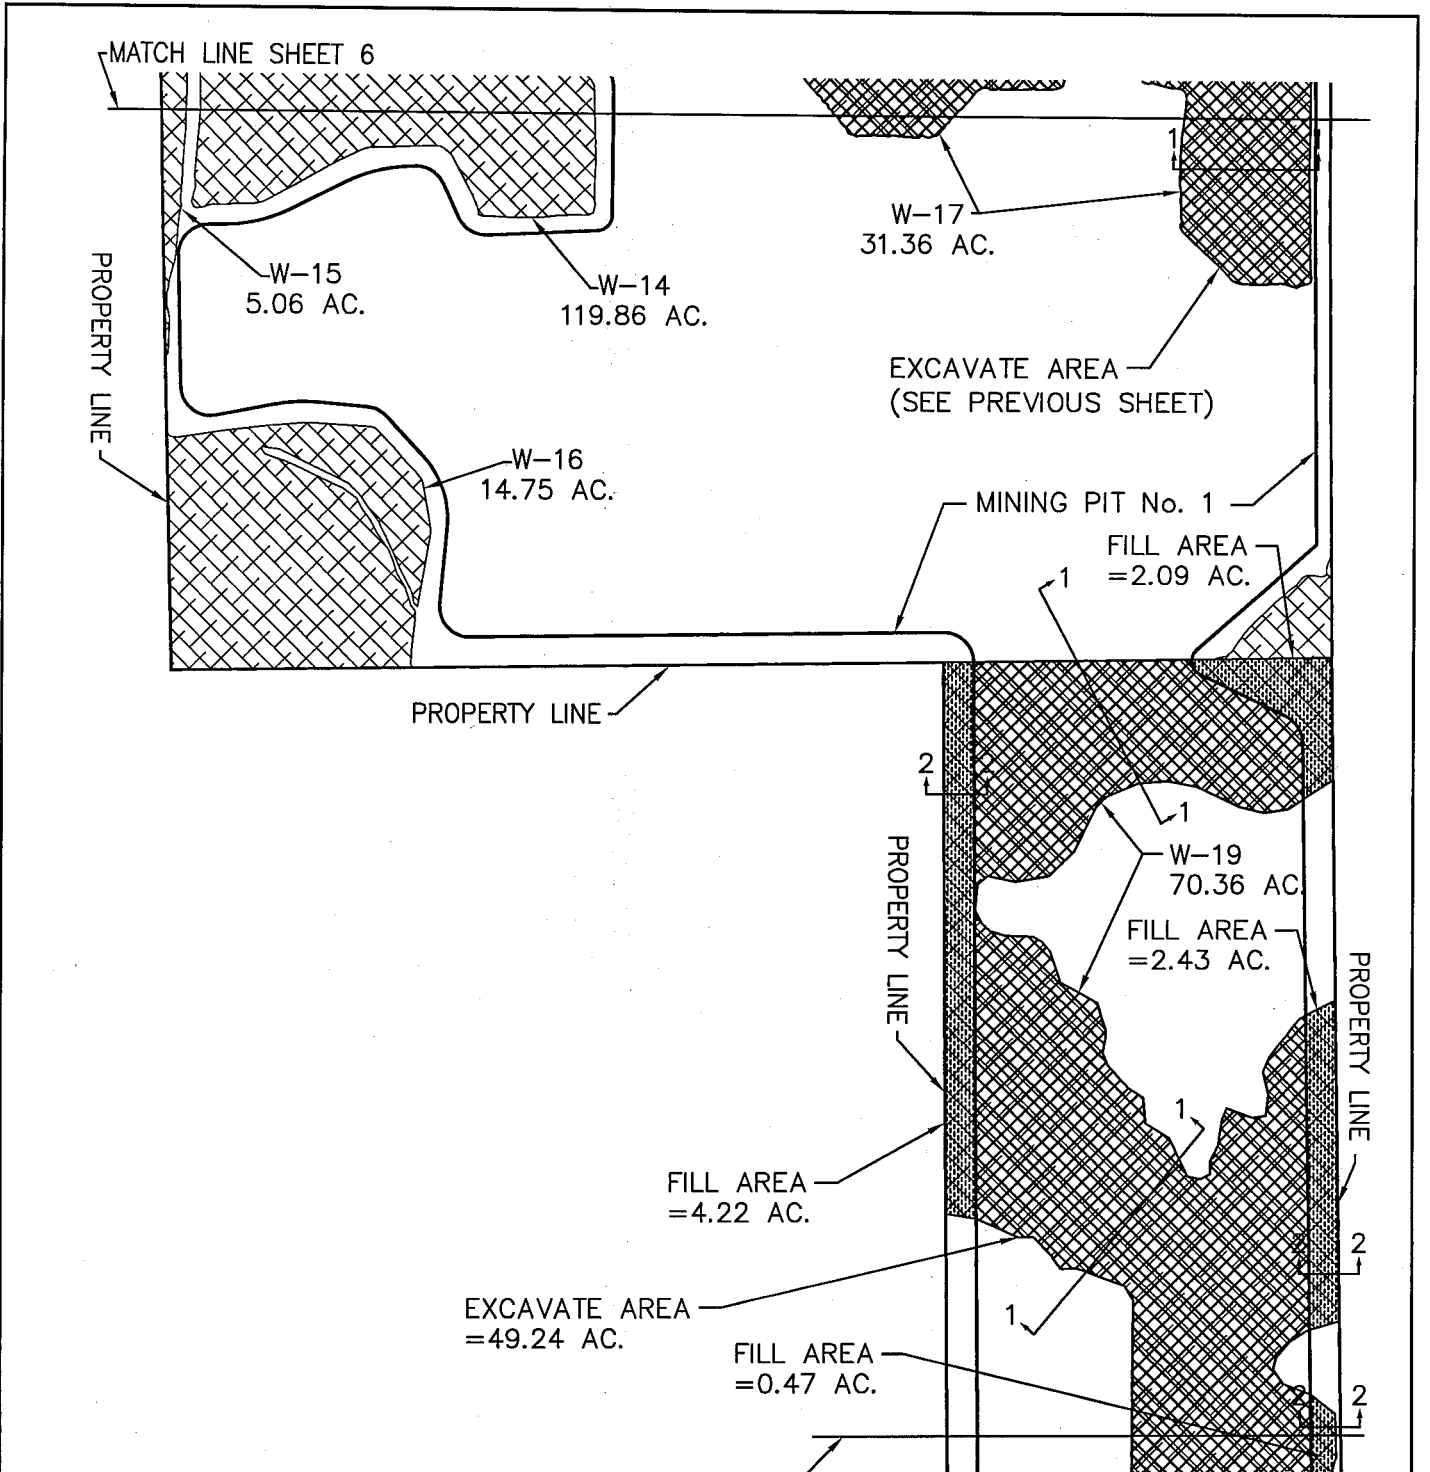 MATCH LINE SHEET 6
1
W-17
31.36 AC.
PROPERTY LINE
W-15
5.06 AC.
W-14
119.86 AC.
EXCAVATE AREA
(SEE PREVIOUS SHEET)
W-16
14.75 AC.
MINING PIT No. 1
FILL AREA
=2.09 AC.
1
PROPERTY LINE
2
1
W-19
70.36 AC.
PROPERTY LINE
FILL AREA
=2.43 AC.
PROPERTY LINE
1
FILL AREA
=4.22 AC.
2
2
EXCAVATE AREA
=49.24 AC.
1
FILL AREA
=0.47 AC.
2
2